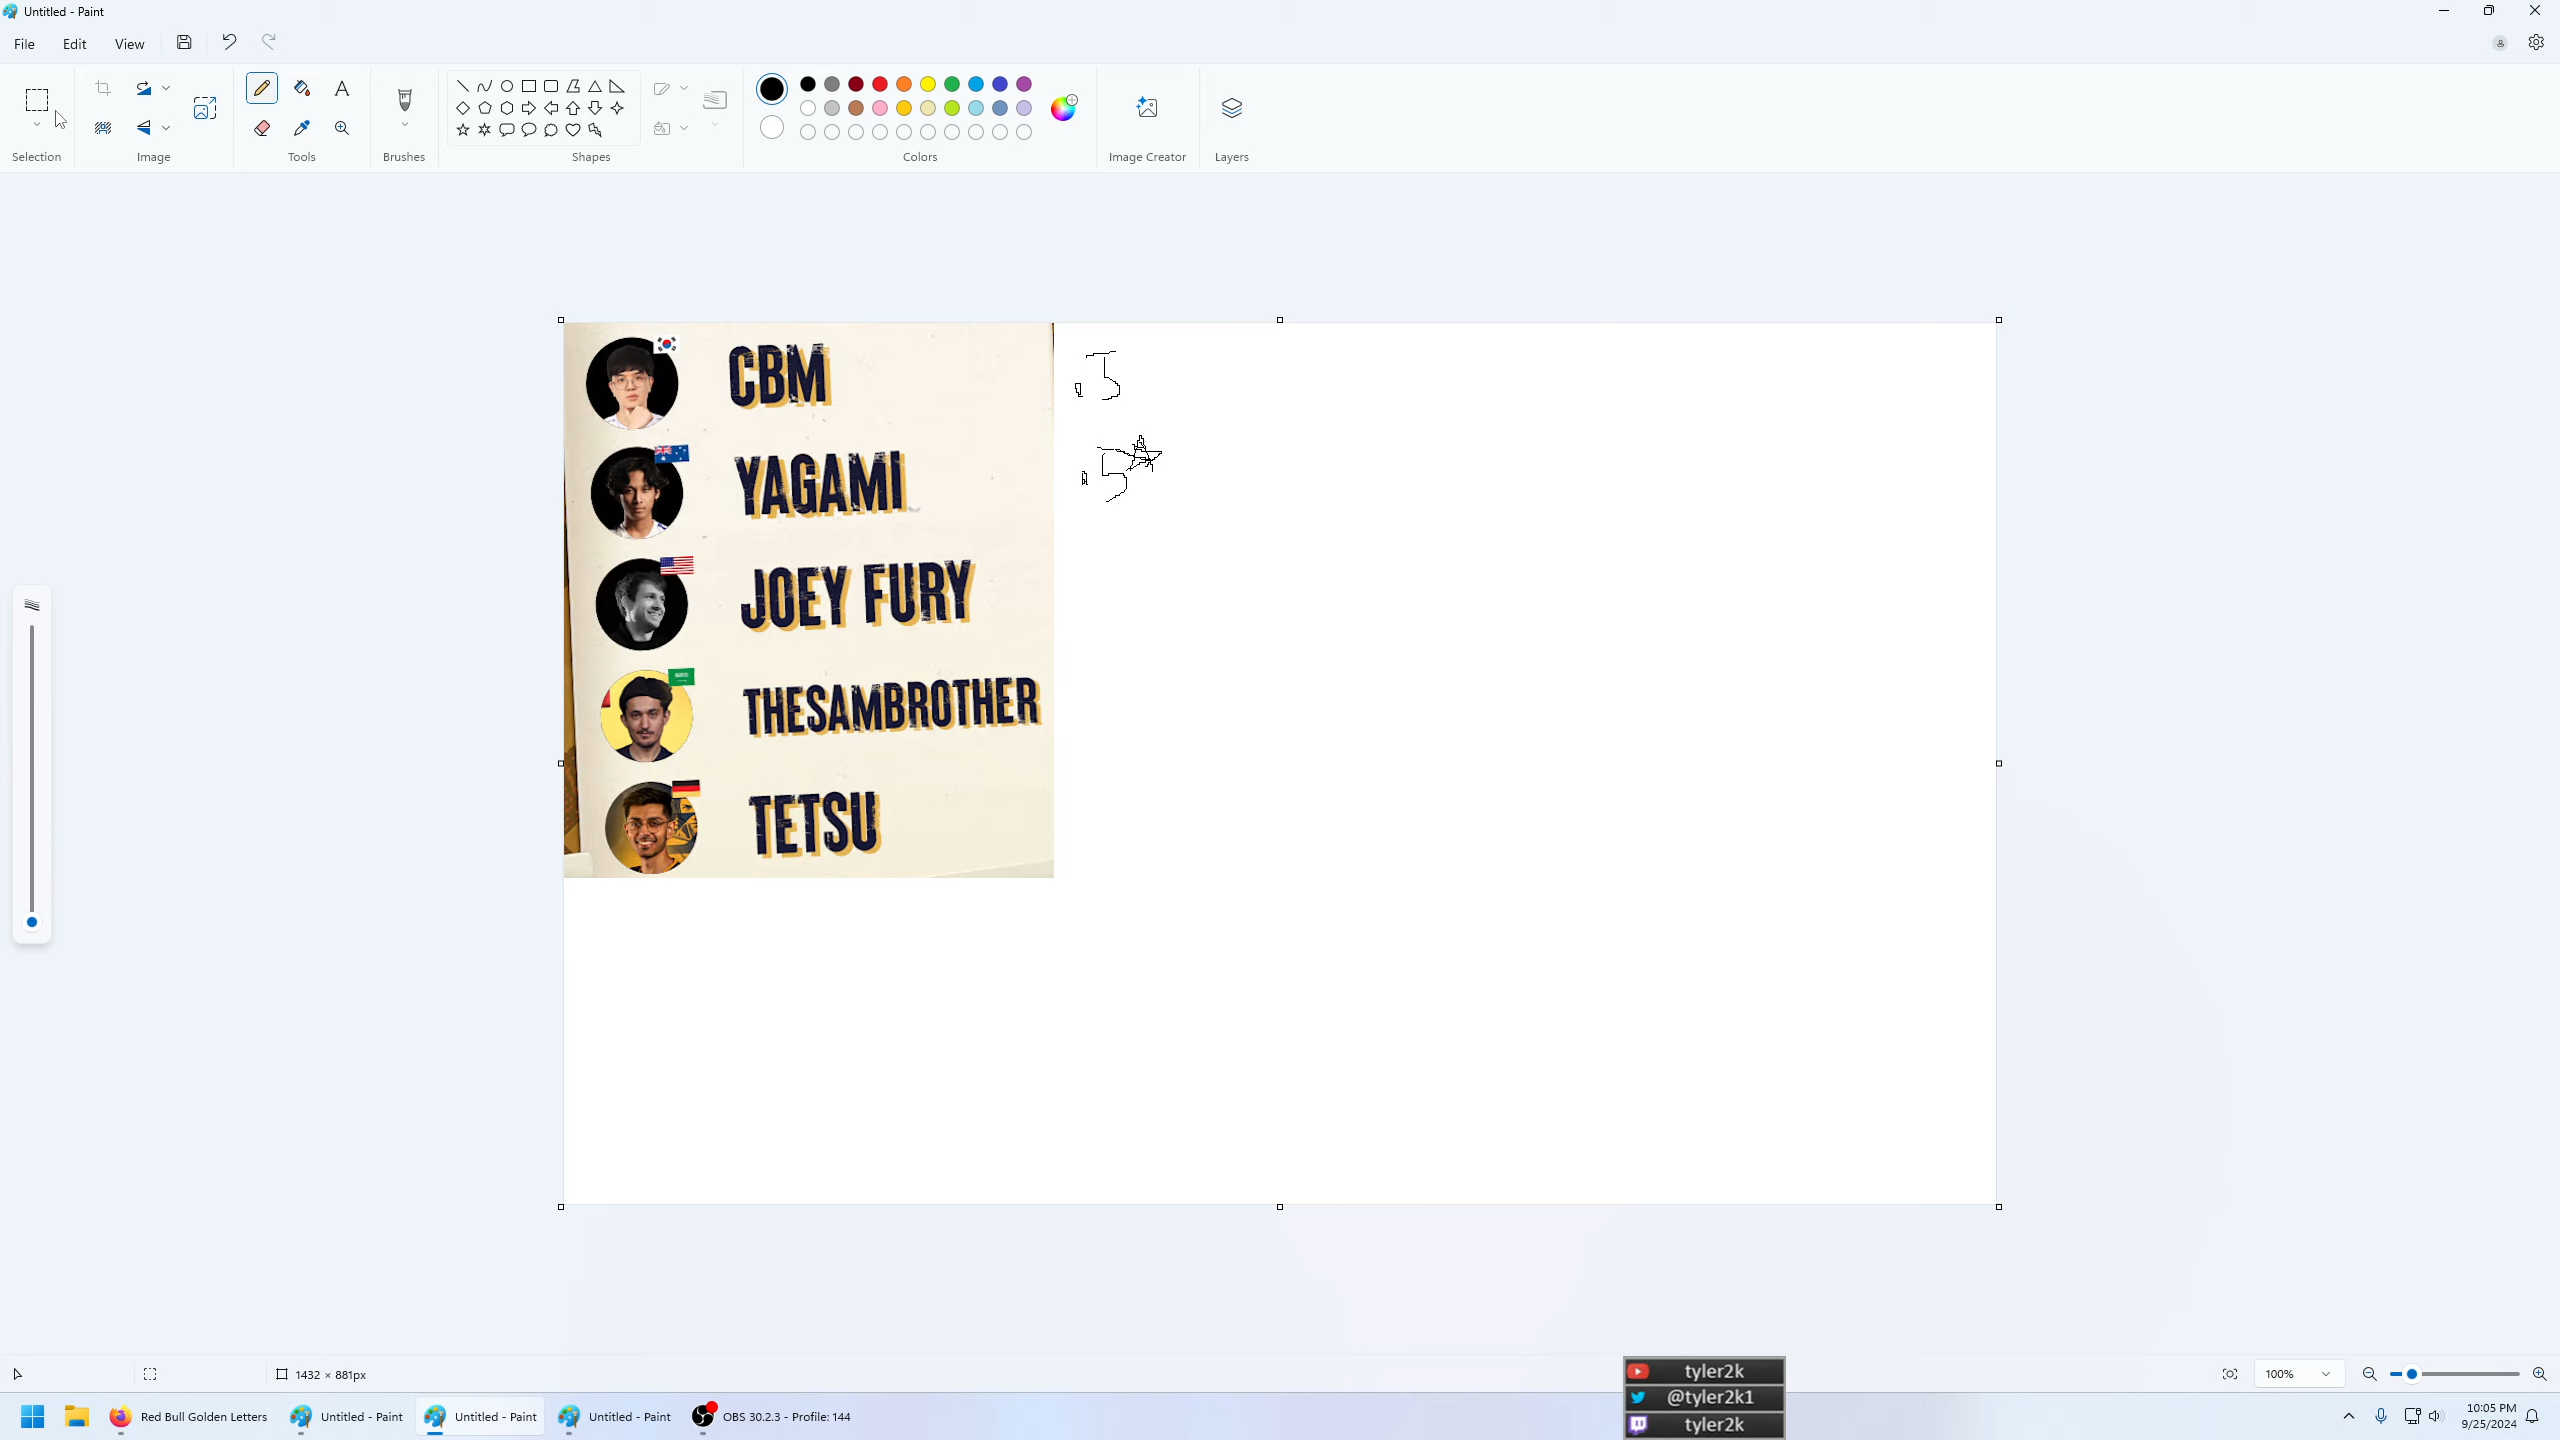 Untitled - Paint
File Edit View
Selection Image Tools Brushes Shapes Colors Image Creator Layers
CBM
.5
YAGAMI
.5
JOEY FURY
THESAMBROTHER
TETSU
1432 × 881px
100%
tyler2k
@tyler2k1
tyler2k
Red Bull Golden Letters
Untitled - Paint
Untitled - Paint
Untitled - Paint
OBS 30.2.3 - Profile: 144
10:05 PM
9/25/2024